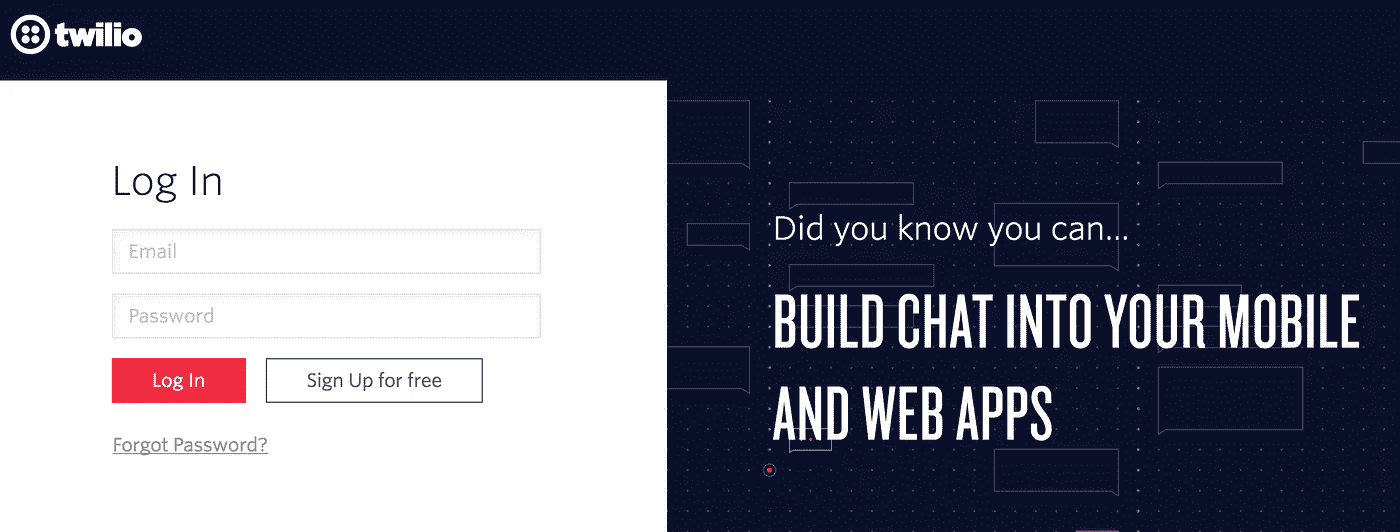 twilio
Log In
Email
Password
Log In
Sign Up for free
Forgot Password?
Did you know you can...
BUILD CHAT INTO YOUR MOBILE
AND WEB APPS